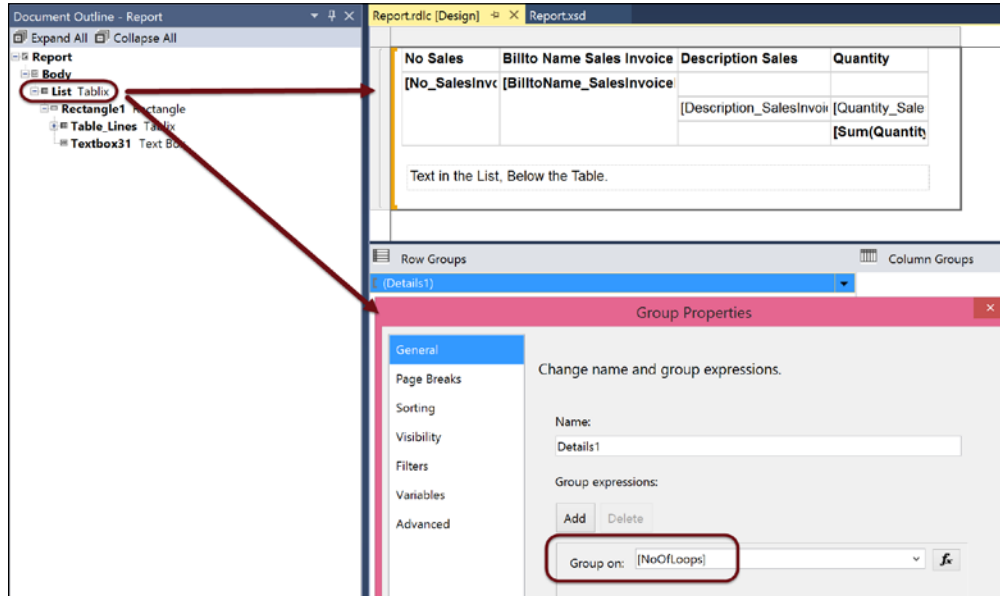 Document Outline - Report
Expand All Collapse All
Report
Body
List Tablix
Rectangle1 Rectangle
Table_Lines Tablix
Textbox31 Text Box
Report.rdlc [Design] Report.xsd
No Sales Billto Name Sales Invoice Description Sales Quantity
[No_SalesInvc [BilltoName_SalesInvoice
[Description_SalesInvoi [Quantity_Sale
[Sum(Quantity
Text in the List, Below the Table.
Row Groups Column Groups
(Details1)
Group Properties
General
Page Breaks
Sorting
Visibility
Filters
Variables
Advanced
Change name and group expressions.
Name:
Details1
Group expressions:
Add Delete
Group on: [NoOfLoops] fx